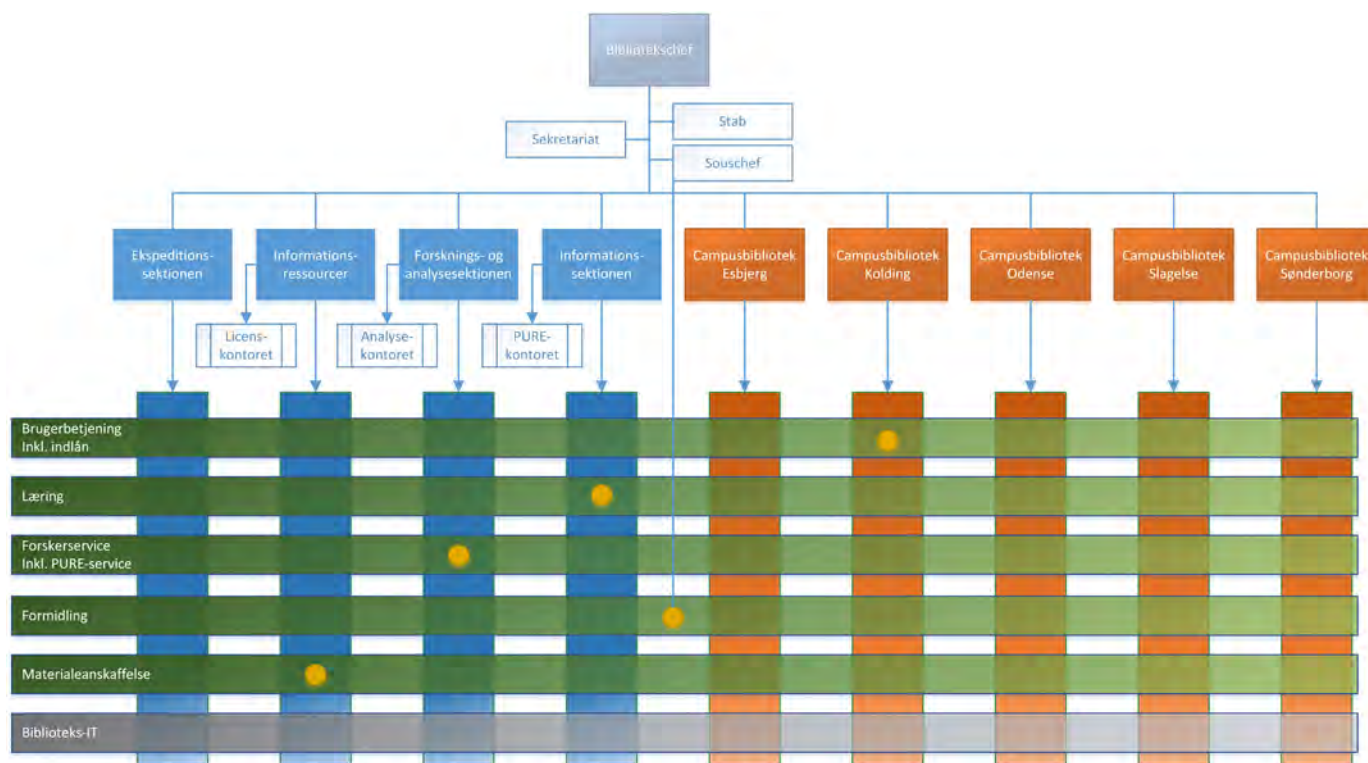 Bibliotekschef
Stab
Sekretariat
Souschef
Ekspeditions-
sektionen
Informations-
ressourcer
Forsknings- og
analysesektionen
Informations-
sektionen
Campusbibliotek
Esbjerg
Campusbibliotek
Kolding
Campusbibliotek
Odense
Campusbibliotek
Slagelse
Campusbibliotek
Sønderborg
Licens-
kontoret
Analyse-
kontoret
PURE-
kontoret
Brugerbetjening
Inkl. indlån
Læring
Forskerservice
Inkl. PURE-service
Formidling
Materialeanskaffelse
Biblioteks-IT